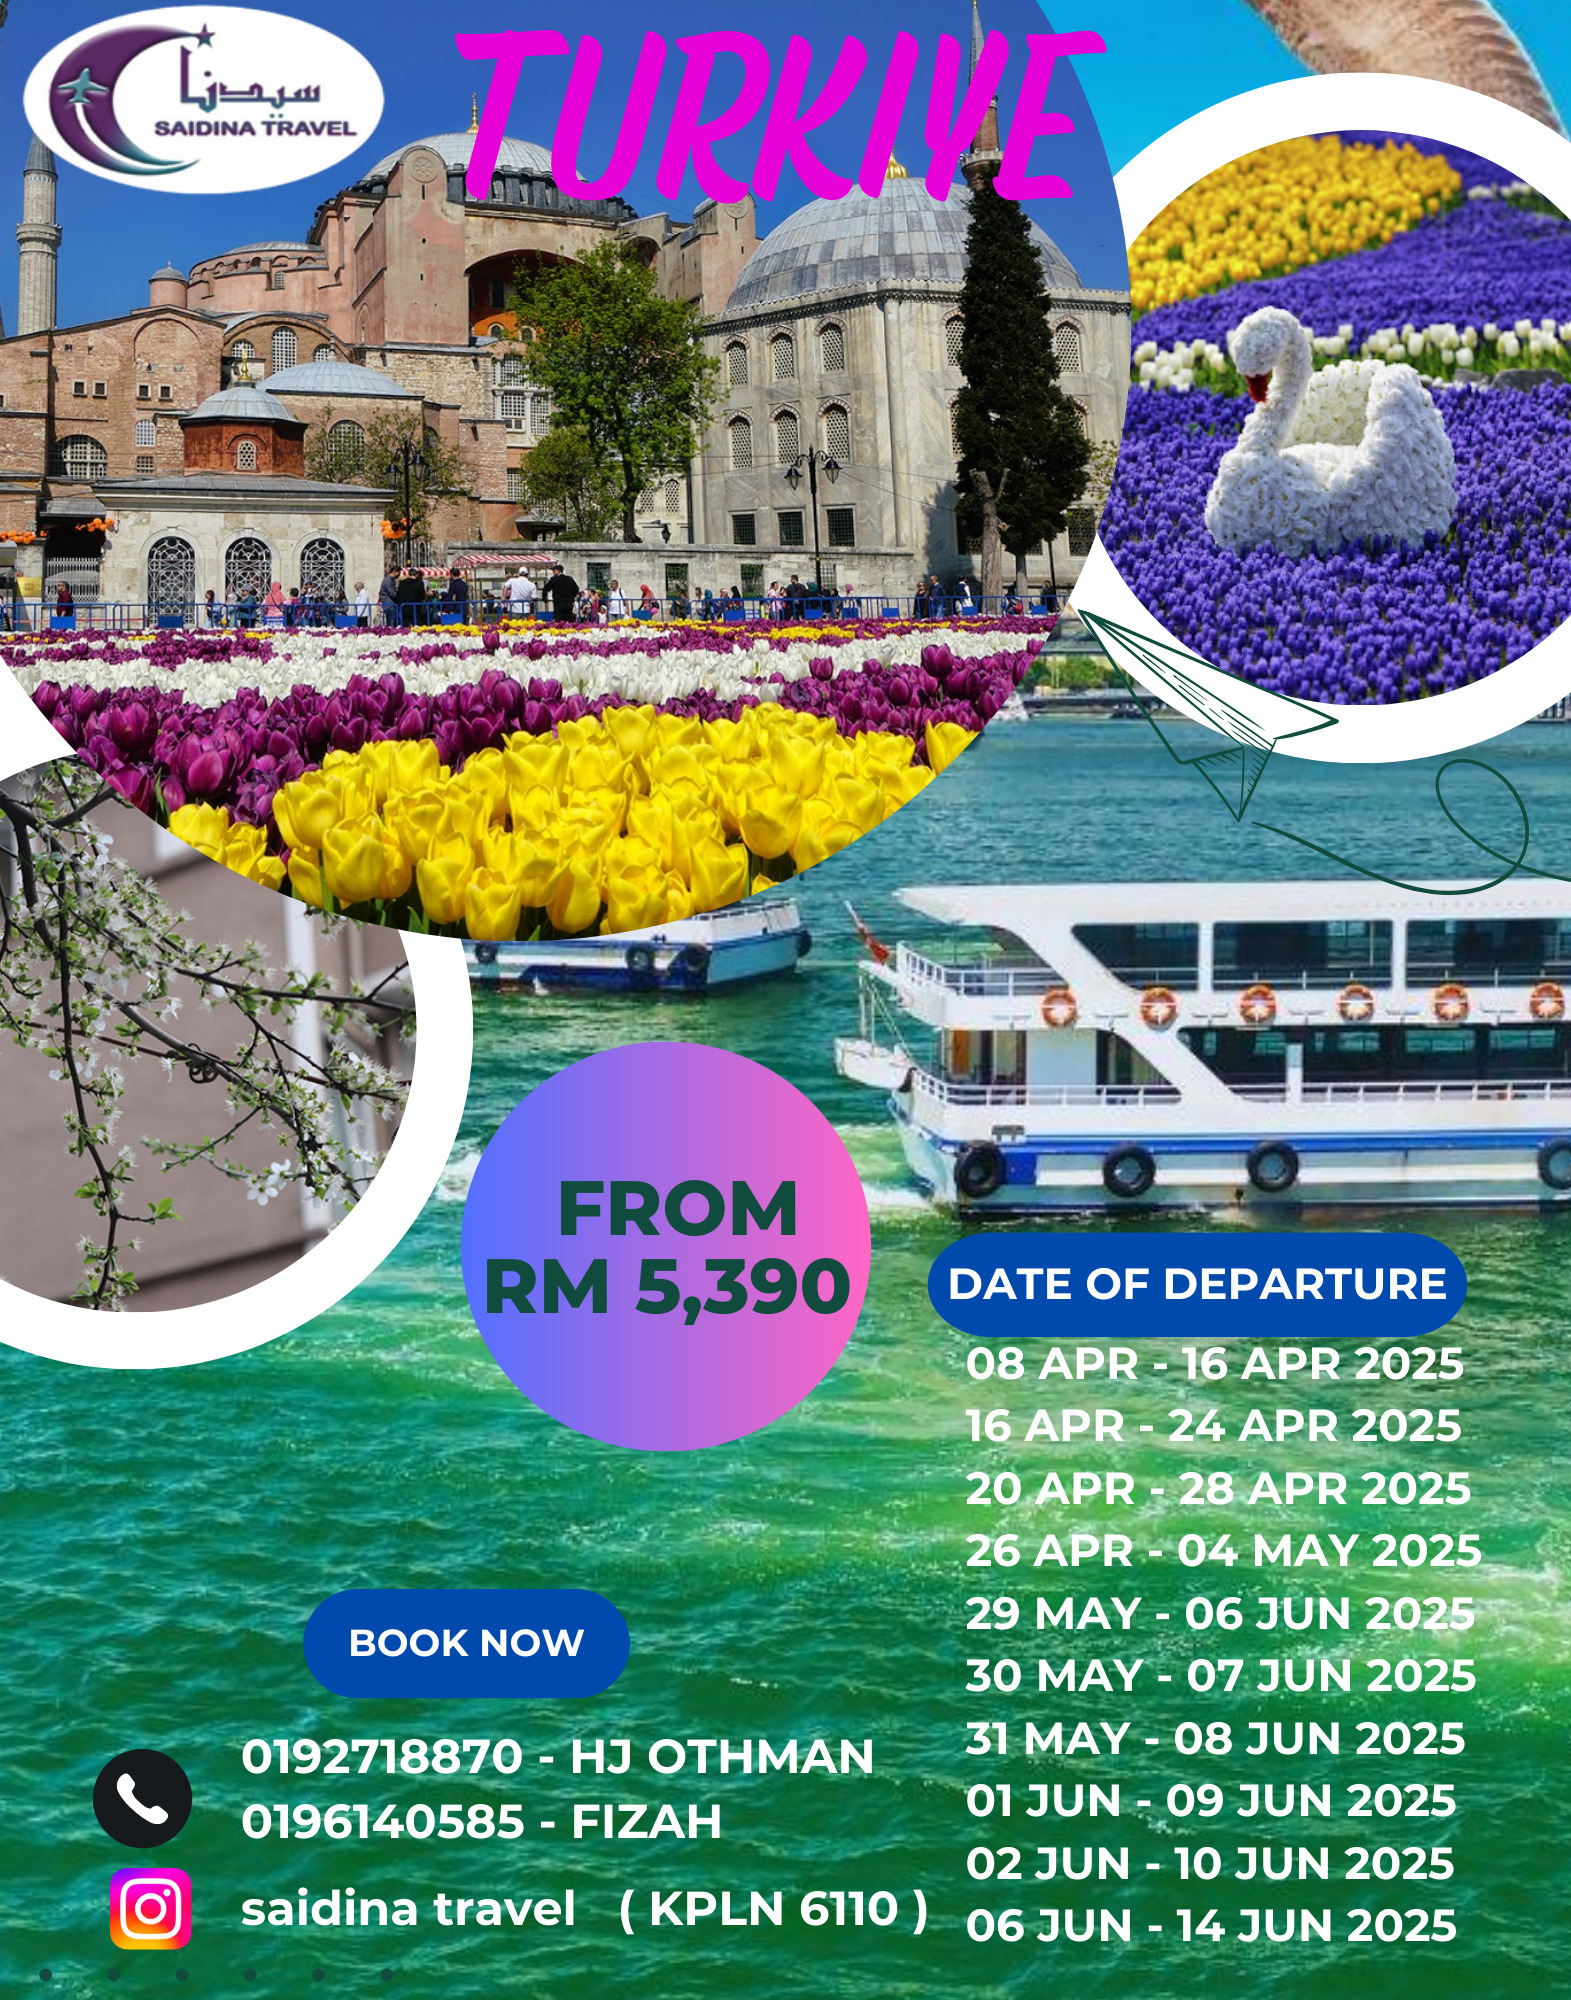 سيدنا
SAIDINA TRAVEL
TURKIYE
FROM
RM 5,390
DATE OF DEPARTURE
08 APR - 16 APR 2025
16 APR - 24 APR 2025
20 APR - 28 APR 2025
26 APR - 04 MAY 2025
29 MAY - 06 JUN 2025
30 MAY - 07 JUN 2025
31 MAY - 08 JUN 2025
01 JUN - 09 JUN 2025
02 JUN - 10 JUN 2025
06 JUN - 14 JUN 2025
BOOK NOW
0192718870 - HJ OTHMAN
0196140585 - FIZAH
saidina travel ( KPLN 6110 )